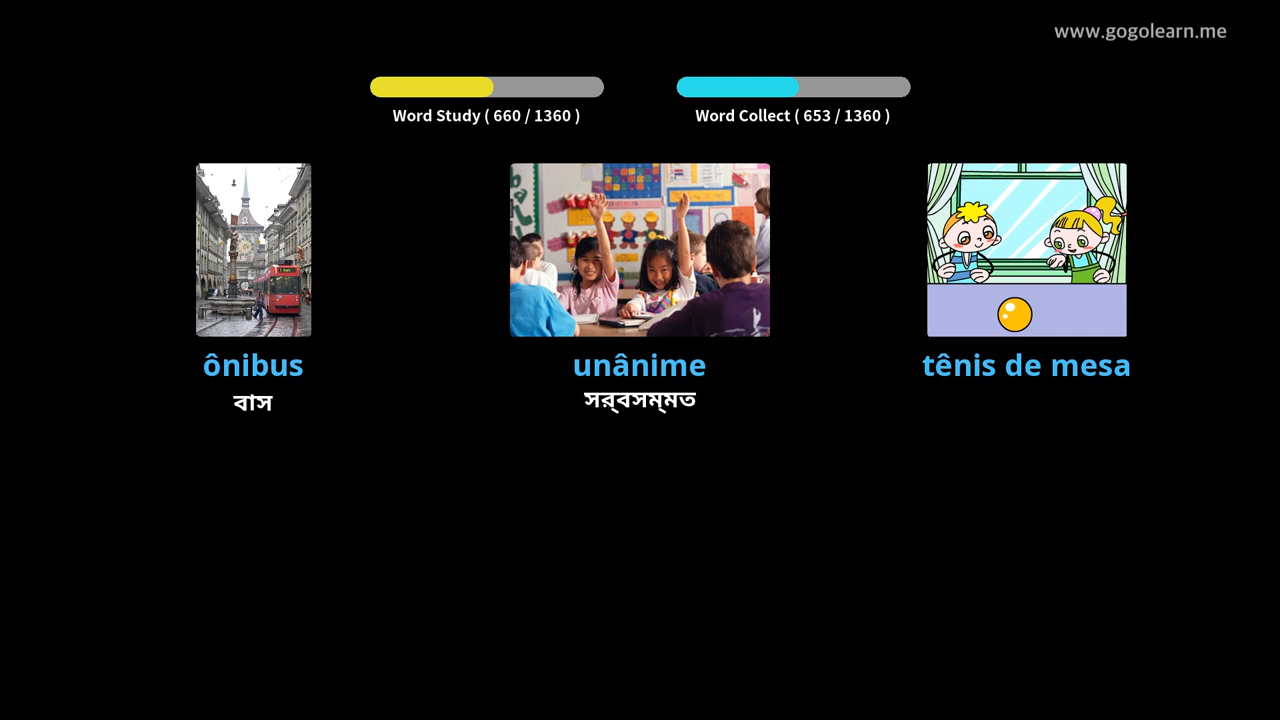 www.gogolearn.me
Word Study ( 660 / 1360 )
Word Collect ( 653 / 1360 )
ônibus
unânime
tênis de mesa
বাস
সর্বসম্মত